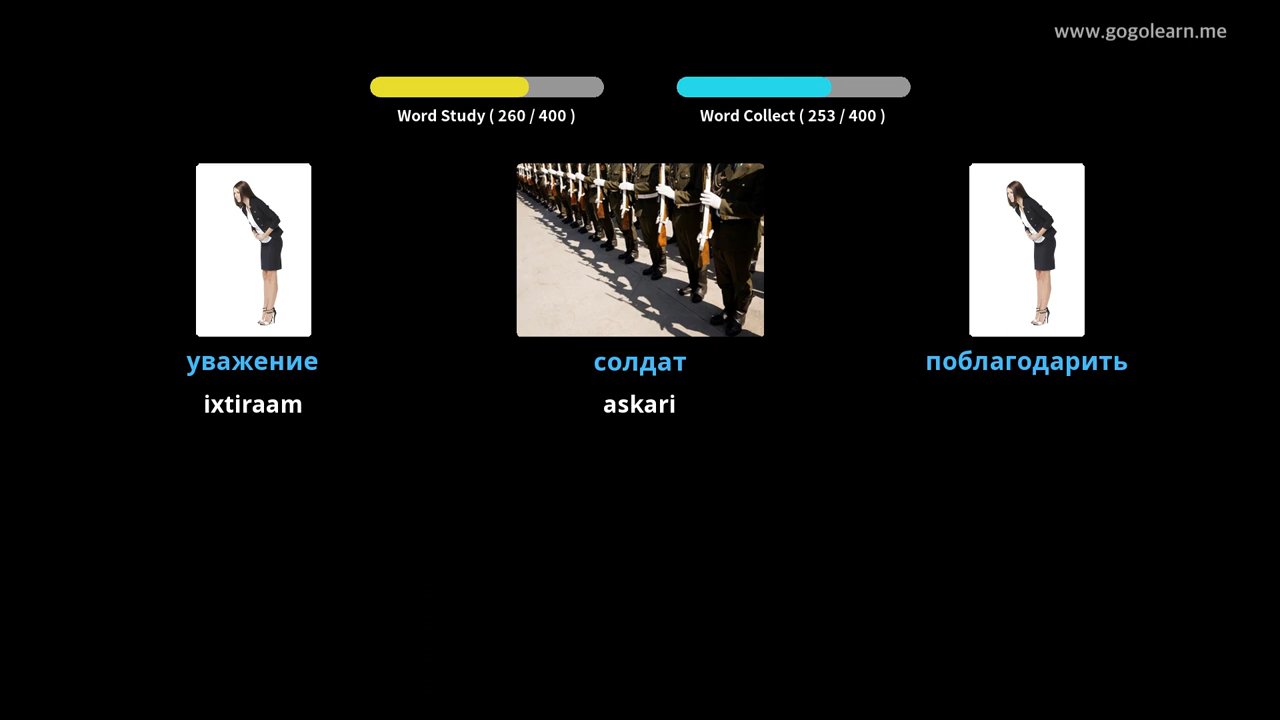 www.gogolearn.me
Word Study ( 260 / 400 )
Word Collect ( 253 / 400 )
уважение
солдат
поблагодарить
ixtiraam
askari